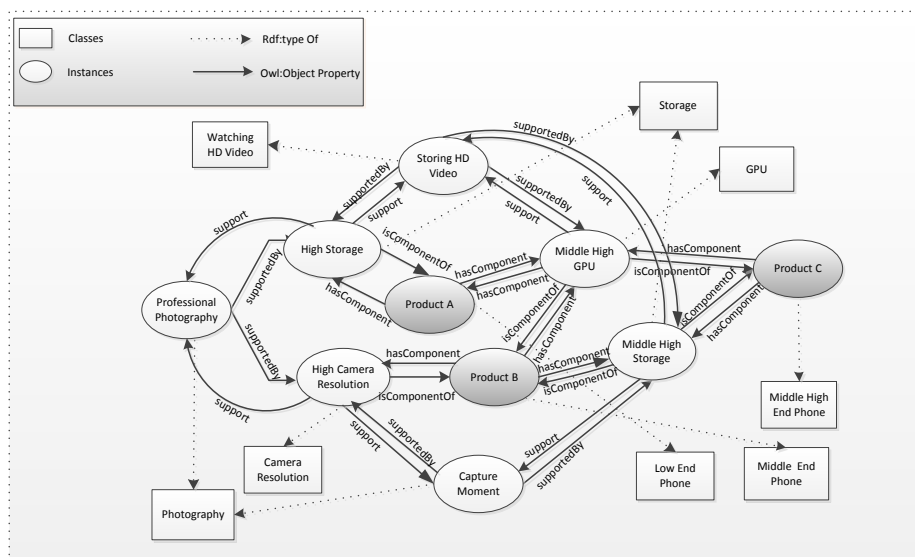 Classes
Rdf:type Of
Instances
Owl:Object Property
Storage
Watching
HD Video
GPU
Storing HD
Video
supportedBy
support
supportedBy
support
supportedBy
support
support
supportedBy
High Storage
isComponentOf
hasComponent
Middle High
GPU
hasComponent
hasComponent
hasComponent
isComponentOf
Product C
Product A
Professional
Photography
isComponentOf
hasComponent
isComponentOf
hasComponent
Middle High
Storage
supportedBy
support
High Camera
Resolution
hasComponent
isComponentOf
Product B
hasComponent
isComponentOf
Middle High
End Phone
support
supportedBy
support
supportedBy
Camera
Resolution
Capture
Moment
Low End
Phone
Middle End
Phone
Photography